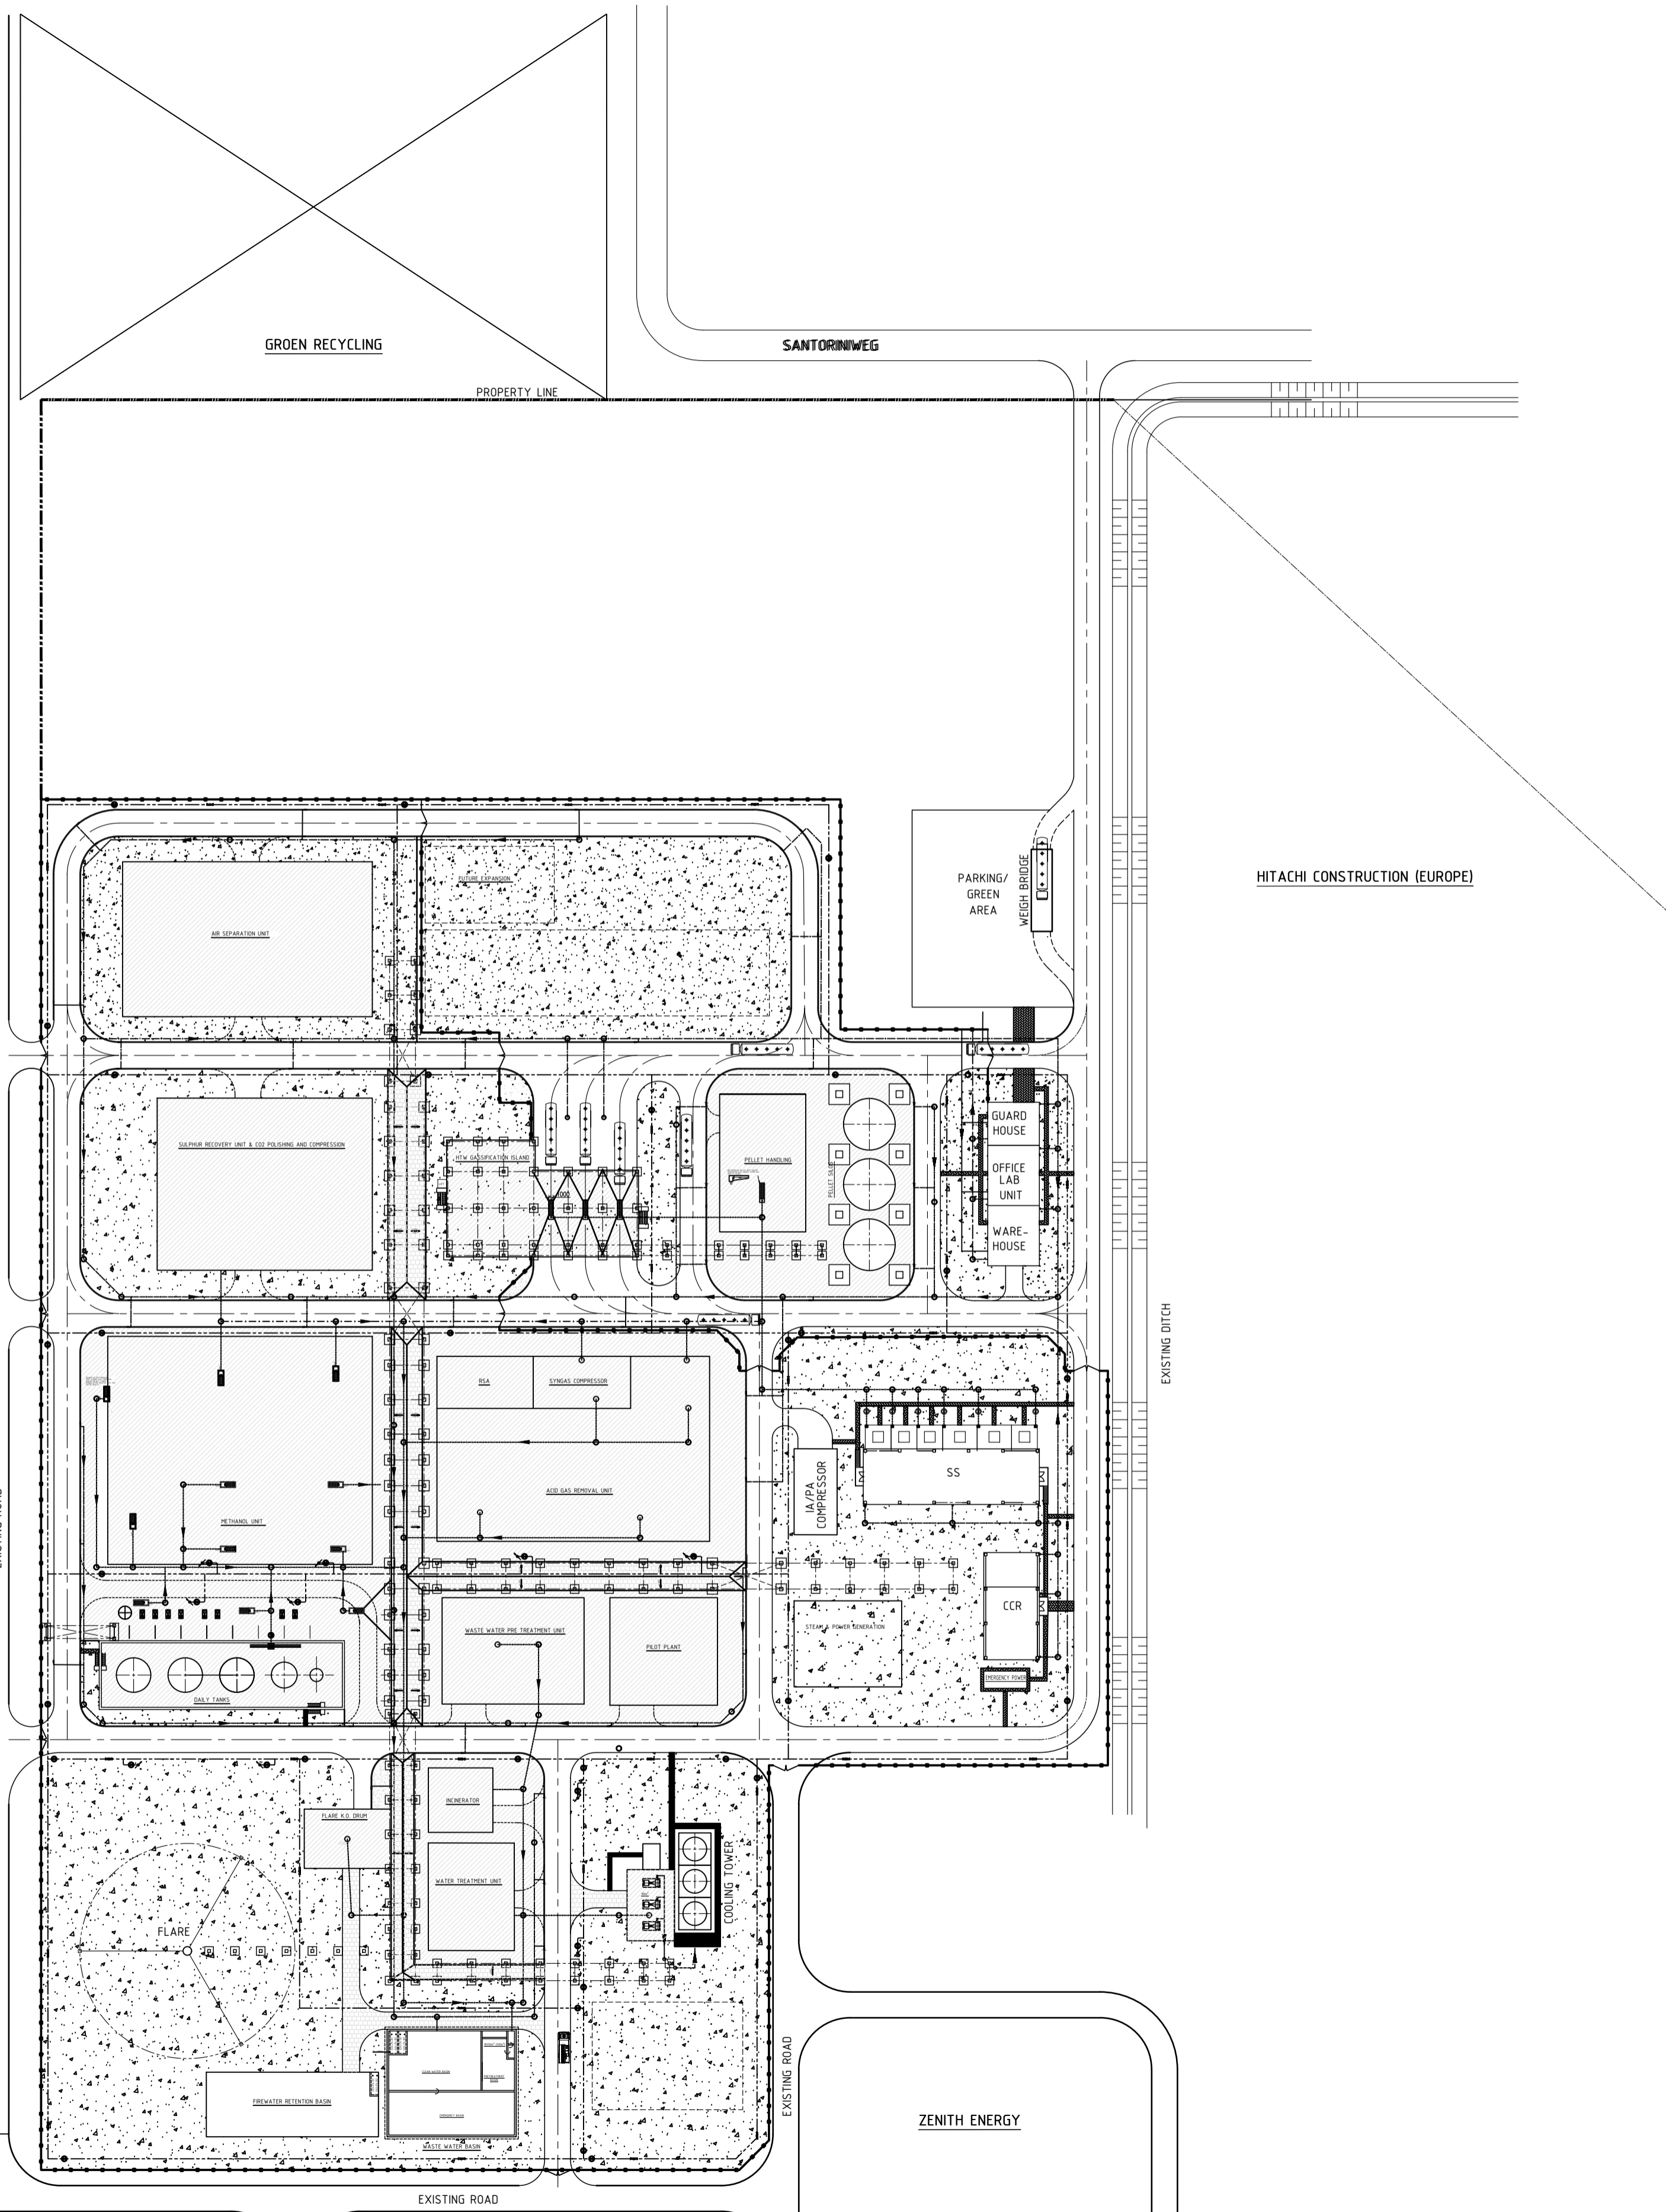 GROEN RECYCLING
SANTORINIWEG
PROPERTY LINE
PARKING/
GREEN
AREA
WEIGH BRIDGE
HITACHI CONSTRUCTION (EUROPE)
FUTURE EXPANSION
AIR SEPARATION UNIT
GUARD
HOUSE
SULPHUR RECOVERY UNIT & CO2 POLISHING AND COMPRESSION
HTW GASSIFICATION ISLAND
PELLET HANDLING
PELLET SILOS
OFFICE
LAB
UNIT
WARE-
HOUSE
EXISTING DITCH
RSA
SYNGAS COMPRESSOR
SS
IA/PA
COMPRESSOR
ACID GAS REMOVAL UNIT
METHANOL UNIT
CCR
WASTE WATER PRE TREATMENT UNIT
PILOT PLANT
STEAM & POWER GENERATION
EMERGENCY POWER
DAILY TANKS
INCINERATOR
FLARE K.O. DRUM
WATER TREATMENT UNIT
COOLING TOWER
FLARE
FIREWATER RETENTION BASIN
WASTE WATER BASIN
EXISTING ROAD
ZENITH ENERGY
EXISTING ROAD